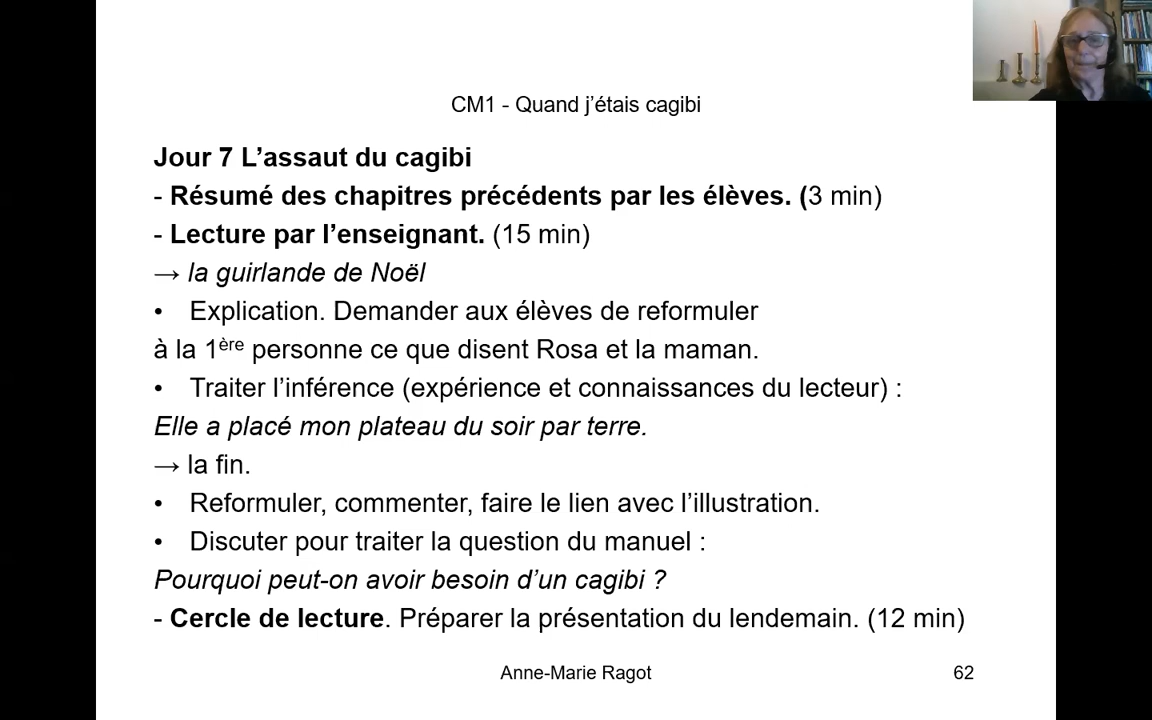 CM1 - Quand j’étais cagibi
Jour 7 L’assaut du cagibi
- Résumé des chapitres précédents par les élèves. (3 min)
- Lecture par l’enseignant. (15 min)
→ la guirlande de Noël
• Explication. Demander aux élèves de reformuler
à la 1ère personne ce que disent Rosa et la maman.
• Traiter l’inférence (expérience et connaissances du lecteur) :
Elle a placé mon plateau du soir par terre.
→ la fin.
• Reformuler, commenter, faire le lien avec l’illustration.
• Discuter pour traiter la question du manuel :
Pourquoi peut-on avoir besoin d’un cagibi ?
- Cercle de lecture. Préparer la présentation du lendemain. (12 min)
Anne-Marie Ragot 62